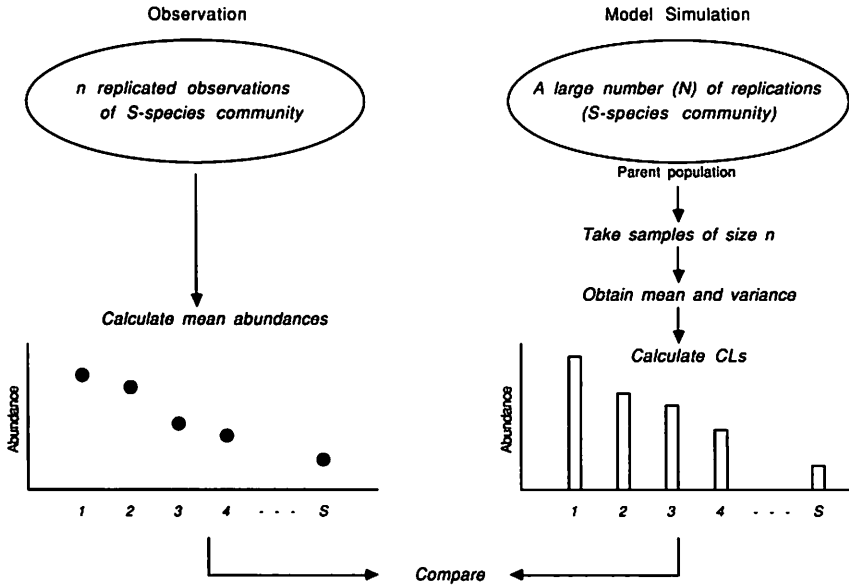 Observation
n replicated observations
of S-species community
Calculate mean abundances
Abundance
1 2 3 4 - - - S
Model Simulation
A large number (N) of replications
(S-species community)
Parent population
Take samples of size n
Obtain mean and variance
Calculate CLs
Abundance
1 2 3 4 - - - S
Compare